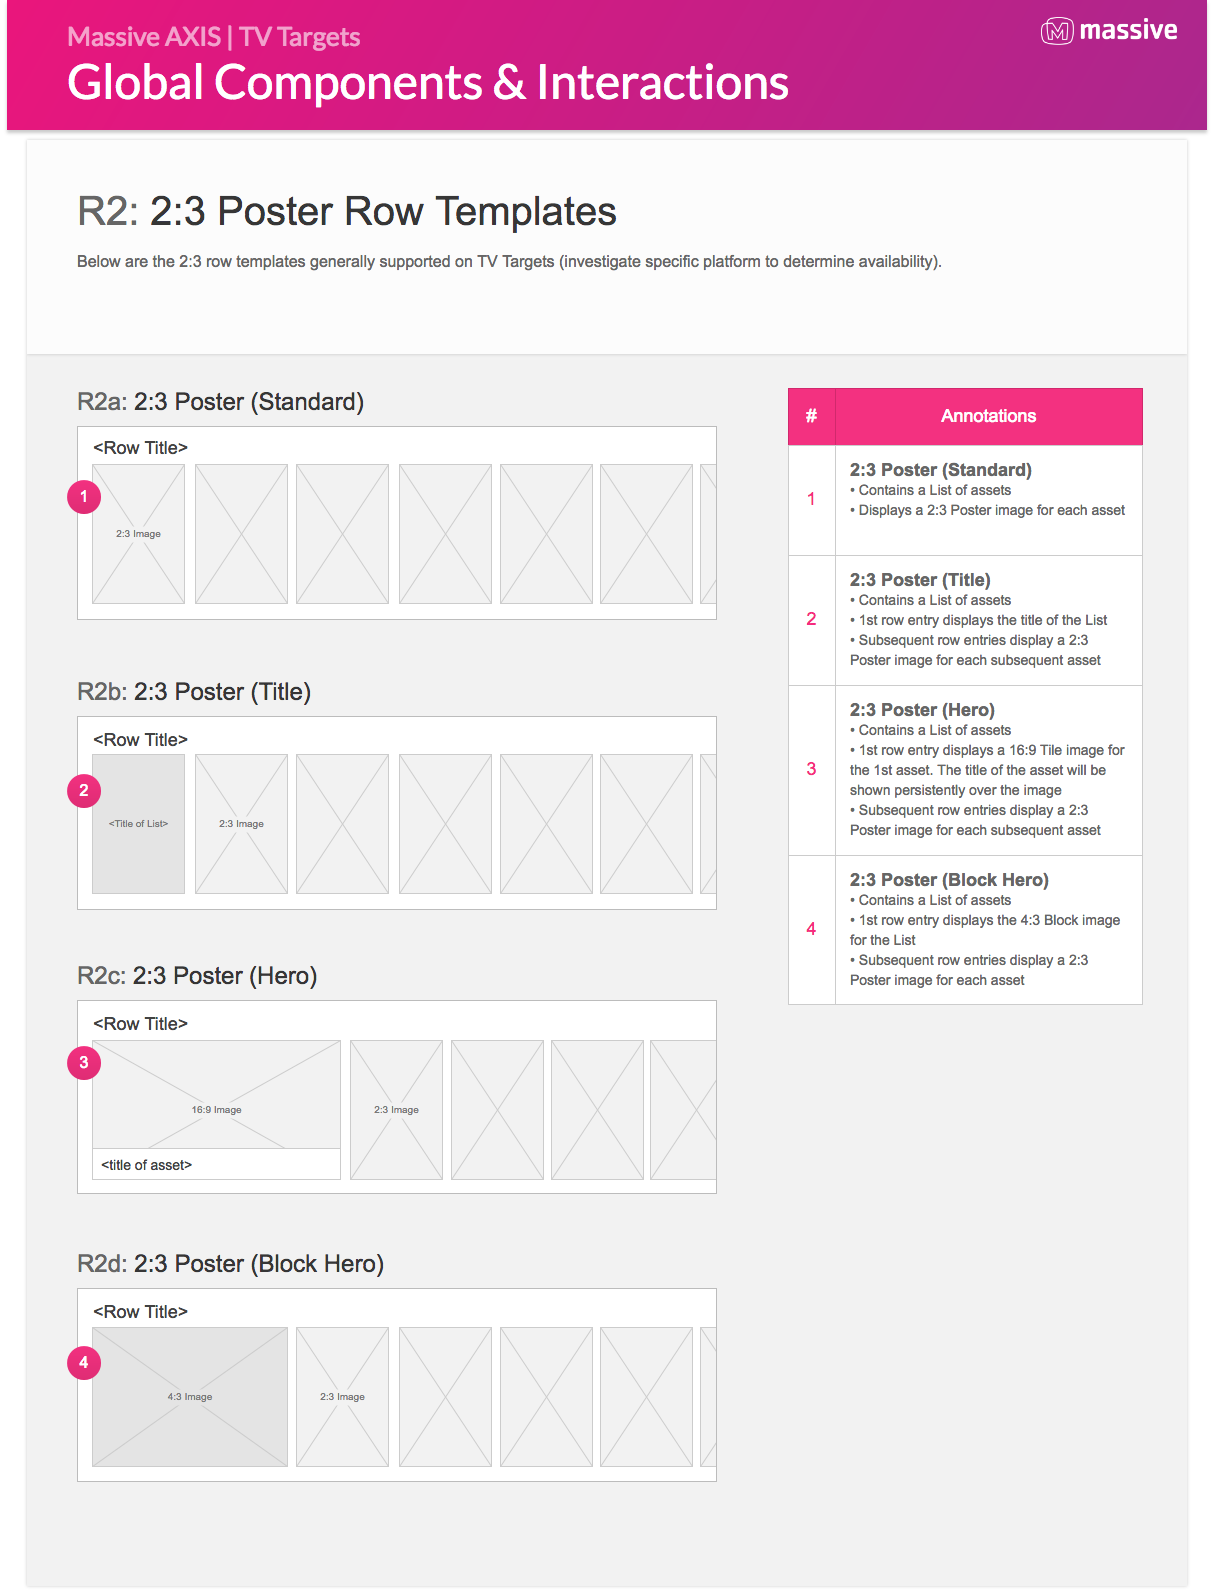 Massive AXIS | TV Targets
massive
Global Components & Interactions
R2: 2:3 Poster Row Templates
Below are the 2:3 row templates generally supported on TV Targets (investigate specific platform to determine availability).
R2a: 2:3 Poster (Standard)
<Row Title>
1
2:3 Image
R2b: 2:3 Poster (Title)
<Row Title>
2
<Title of List>
2:3 Image
R2c: 2:3 Poster (Hero)
<Row Title>
3
16:9 Image
2:3 Image
<title of asset>
R2d: 2:3 Poster (Block Hero)
<Row Title>
4
4:3 Image
2:3 Image
# Annotations
1
2:3 Poster (Standard)
• Contains a List of assets
• Displays a 2:3 Poster image for each asset
2
2:3 Poster (Title)
• Contains a List of assets
• 1st row entry displays the title of the List
• Subsequent row entries display a 2:3
Poster image for each subsequent asset
3
2:3 Poster (Hero)
• Contains a List of assets
• 1st row entry displays a 16:9 Tile image for
the 1st asset. The title of the asset will be
shown persistently over the image
• Subsequent row entries display a 2:3
Poster image for each subsequent asset
4
2:3 Poster (Block Hero)
• Contains a List of assets
• 1st row entry displays the 4:3 Block image
for the List
• Subsequent row entries display a 2:3
Poster image for each asset